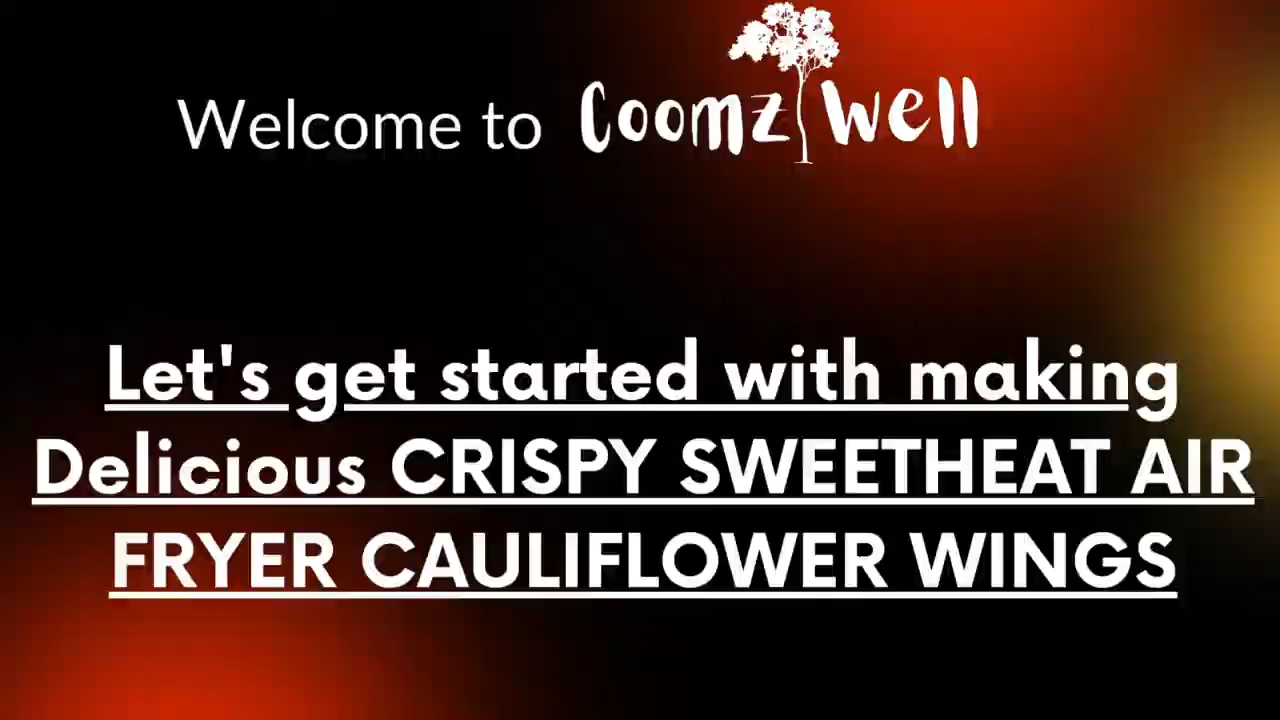 Welcome to Coomz Well
Let's get started with making
Delicious CRISPY SWEETHEAT AIR
FRYER CAULIFLOWER WINGS